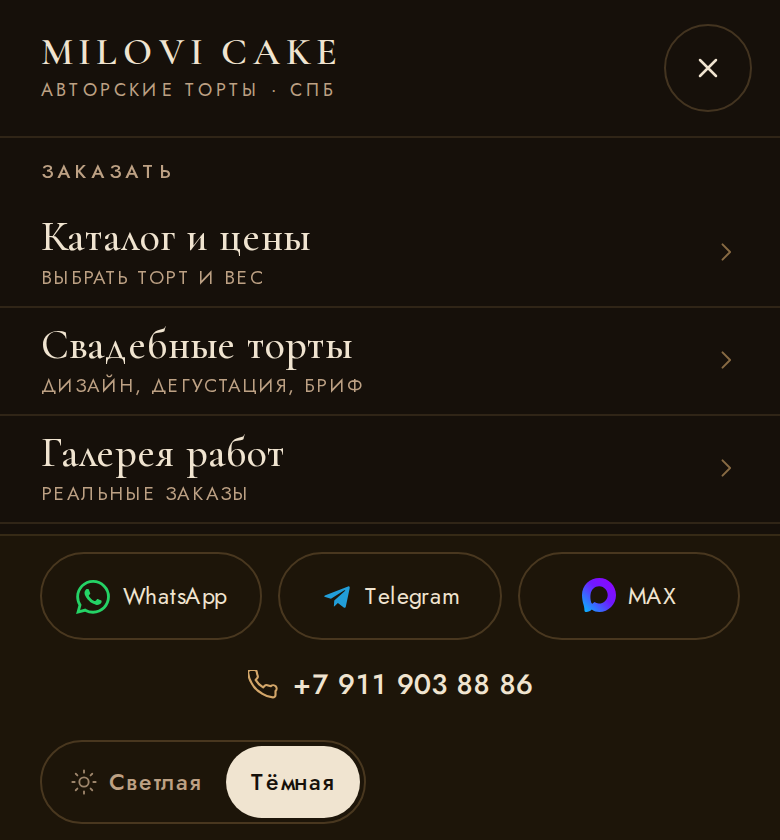 MILOVI CAKE
АВТОРСКИЕ ТОРТЫ · СПБ
ЗАКАЗАТЬ
Каталог и цены
ВЫБРАТЬ ТОРТ И ВЕС
Свадебные торты
ДИЗАЙН, ДЕГУСТАЦИЯ, БРИФ
Галерея работ
РЕАЛЬНЫЕ ЗАКАЗЫ
WhatsApp
Telegram
MAX
+7 911 903 88 86
Светлая
Тёмная